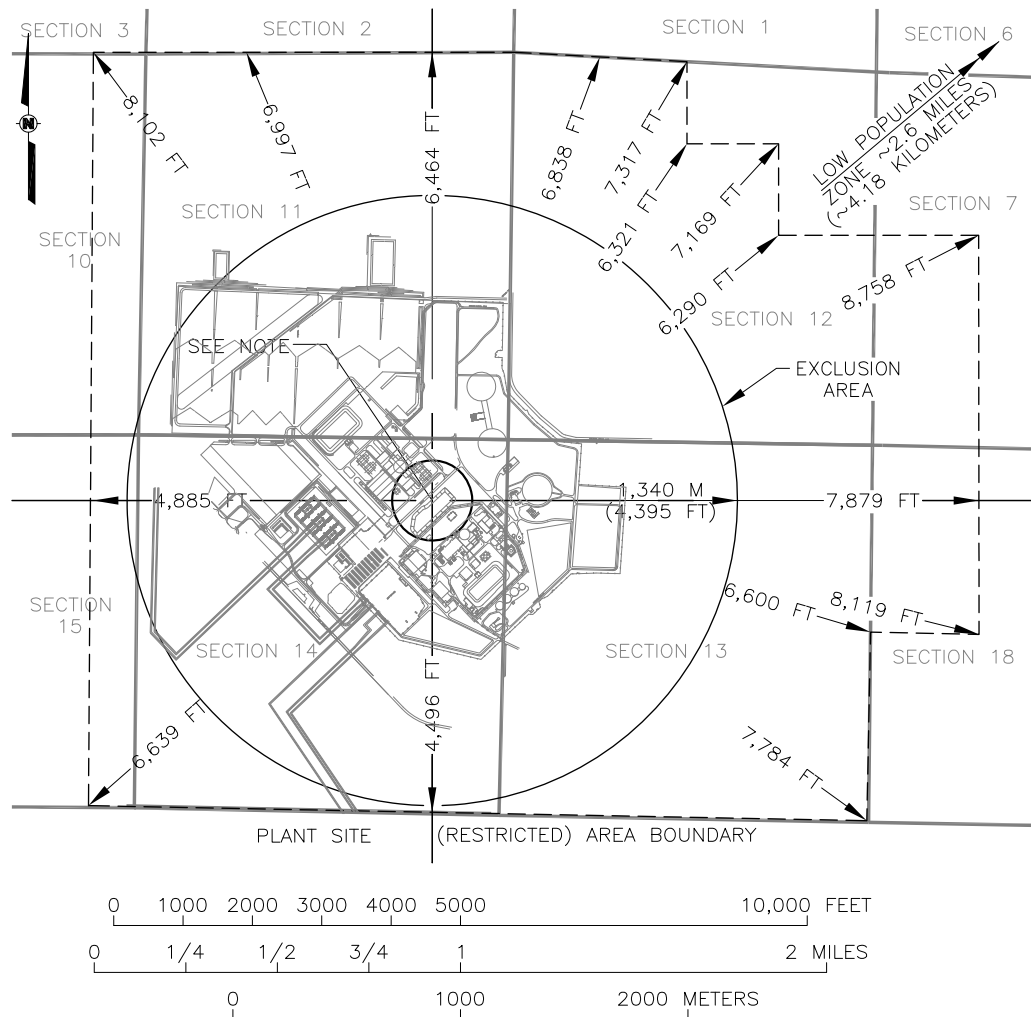 SECTION 3
SECTION 2
SECTION 1
SECTION 6
N
8,102 FT
6,997 FT
6,464 FT
6,838 FT
7,317 FT
LOW POPULATION
ZONE ~2.6 MILES
(~4.18 KILOMETERS)
6,321 FT
7,169 FT
SECTION 11
SECTION 7
SECTION
10
6,290 FT
8,758 FT
SECTION 12
SEE NOTE
EXCLUSION
AREA
4,885 FT
1,340 M
(4,395 FT)
7,879 FT
6,600 FT
8,119 FT
SECTION
15
SECTION 14
SECTION 13
SECTION 18
4,496 FT
6,639 FT
7,784 FT
PLANT SITE (RESTRICTED) AREA BOUNDARY
0 1000 2000 3000 4000 5000 10,000 FEET
0 1/4 1/2 3/4 1 2 MILES
0 1000 2000 METERS